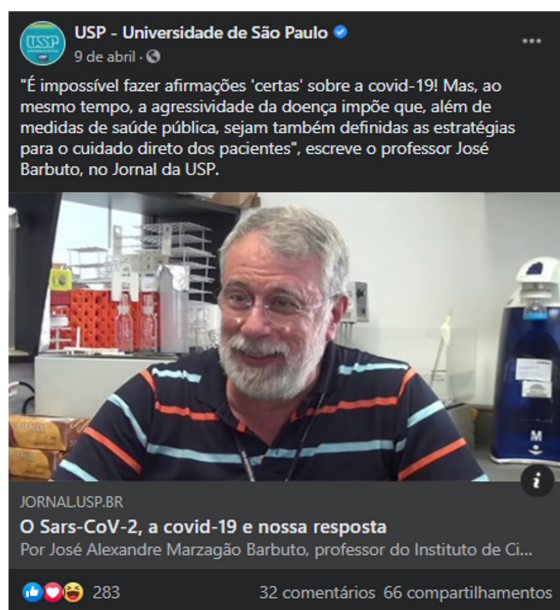 USP - Universidade de São Paulo
9 de abril ·
"É impossível fazer afirmações 'certas' sobre a covid-19! Mas, ao
mesmo tempo, a agressividade da doença impõe que, além de
medidas de saúde pública, sejam também definidas as estratégias
para o cuidado direto dos pacientes", escreve o professor José
Barbuto, no Jornal da USP.
USP
M
i
JORNAL.USP.BR
O Sars-CoV-2, a covid-19 e nossa resposta
Por José Alexandre Marzagão Barbuto, professor do Instituto de Ci...
283 32 comentários 66 compartilhamentos